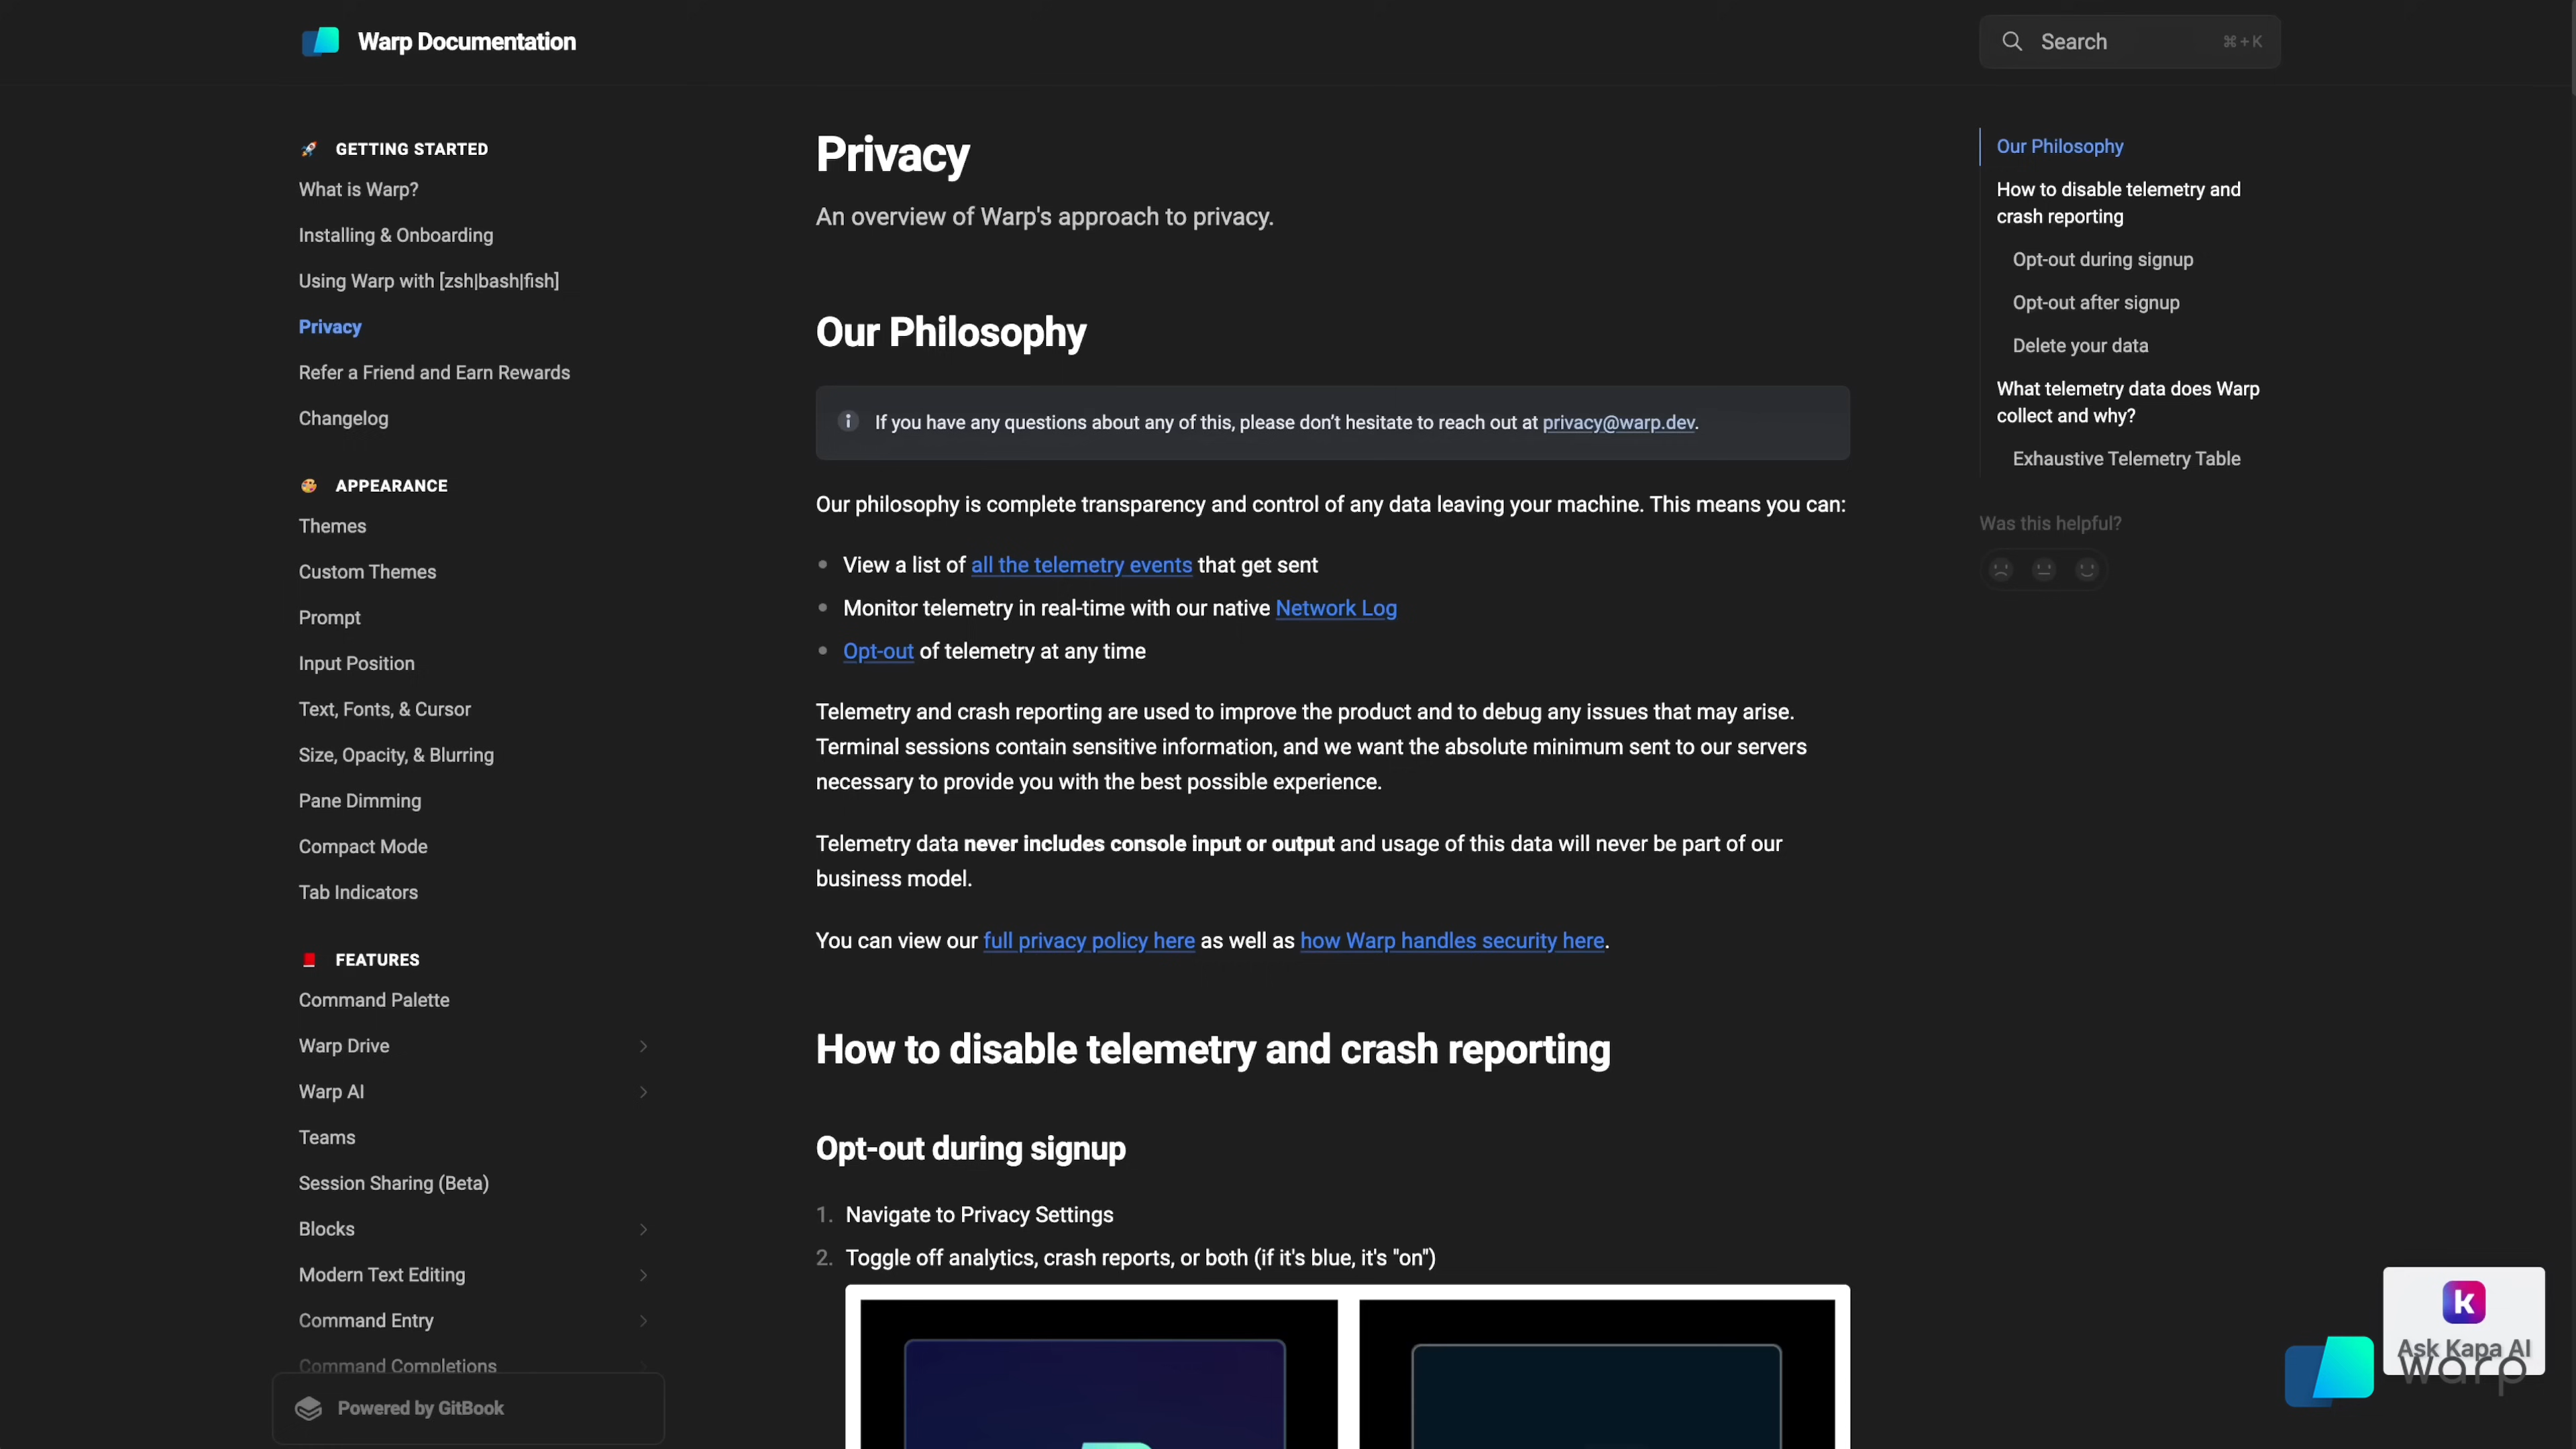 Warp Documentation
Search
⌘+K
GETTING STARTED
What is Warp?
Installing & Onboarding
Using Warp with [zsh|bash|fish]
Privacy
Refer a Friend and Earn Rewards
Changelog
APPEARANCE
Themes
Custom Themes
Prompt
Input Position
Text, Fonts, & Cursor
Size, Opacity, & Blurring
Pane Dimming
Compact Mode
Tab Indicators
FEATURES
Command Palette
Warp Drive
Warp AI
Teams
Session Sharing (Beta)
Blocks
Modern Text Editing
Command Entry
Command Completions
Powered by GitBook
Privacy
An overview of Warp's approach to privacy.
Our Philosophy
If you have any questions about any of this, please don’t hesitate to reach out at privacy@warp.dev.
Our philosophy is complete transparency and control of any data leaving your machine. This means you can:
• View a list of all the telemetry events that get sent
• Monitor telemetry in real-time with our native Network Log
• Opt-out of telemetry at any time
Telemetry and crash reporting are used to improve the product and to debug any issues that may arise.
Terminal sessions contain sensitive information, and we want the absolute minimum sent to our servers
necessary to provide you with the best possible experience.
Telemetry data never includes console input or output and usage of this data will never be part of our
business model.
You can view our full privacy policy here as well as how Warp handles security here.
How to disable telemetry and crash reporting
Opt-out during signup
1. Navigate to Privacy Settings
2. Toggle off analytics, crash reports, or both (if it's blue, it's "on")
Our Philosophy
How to disable telemetry and
crash reporting
Opt-out during signup
Opt-out after signup
Delete your data
What telemetry data does Warp
collect and why?
Exhaustive Telemetry Table
Was this helpful?
k
Ask Kapa AI
warp